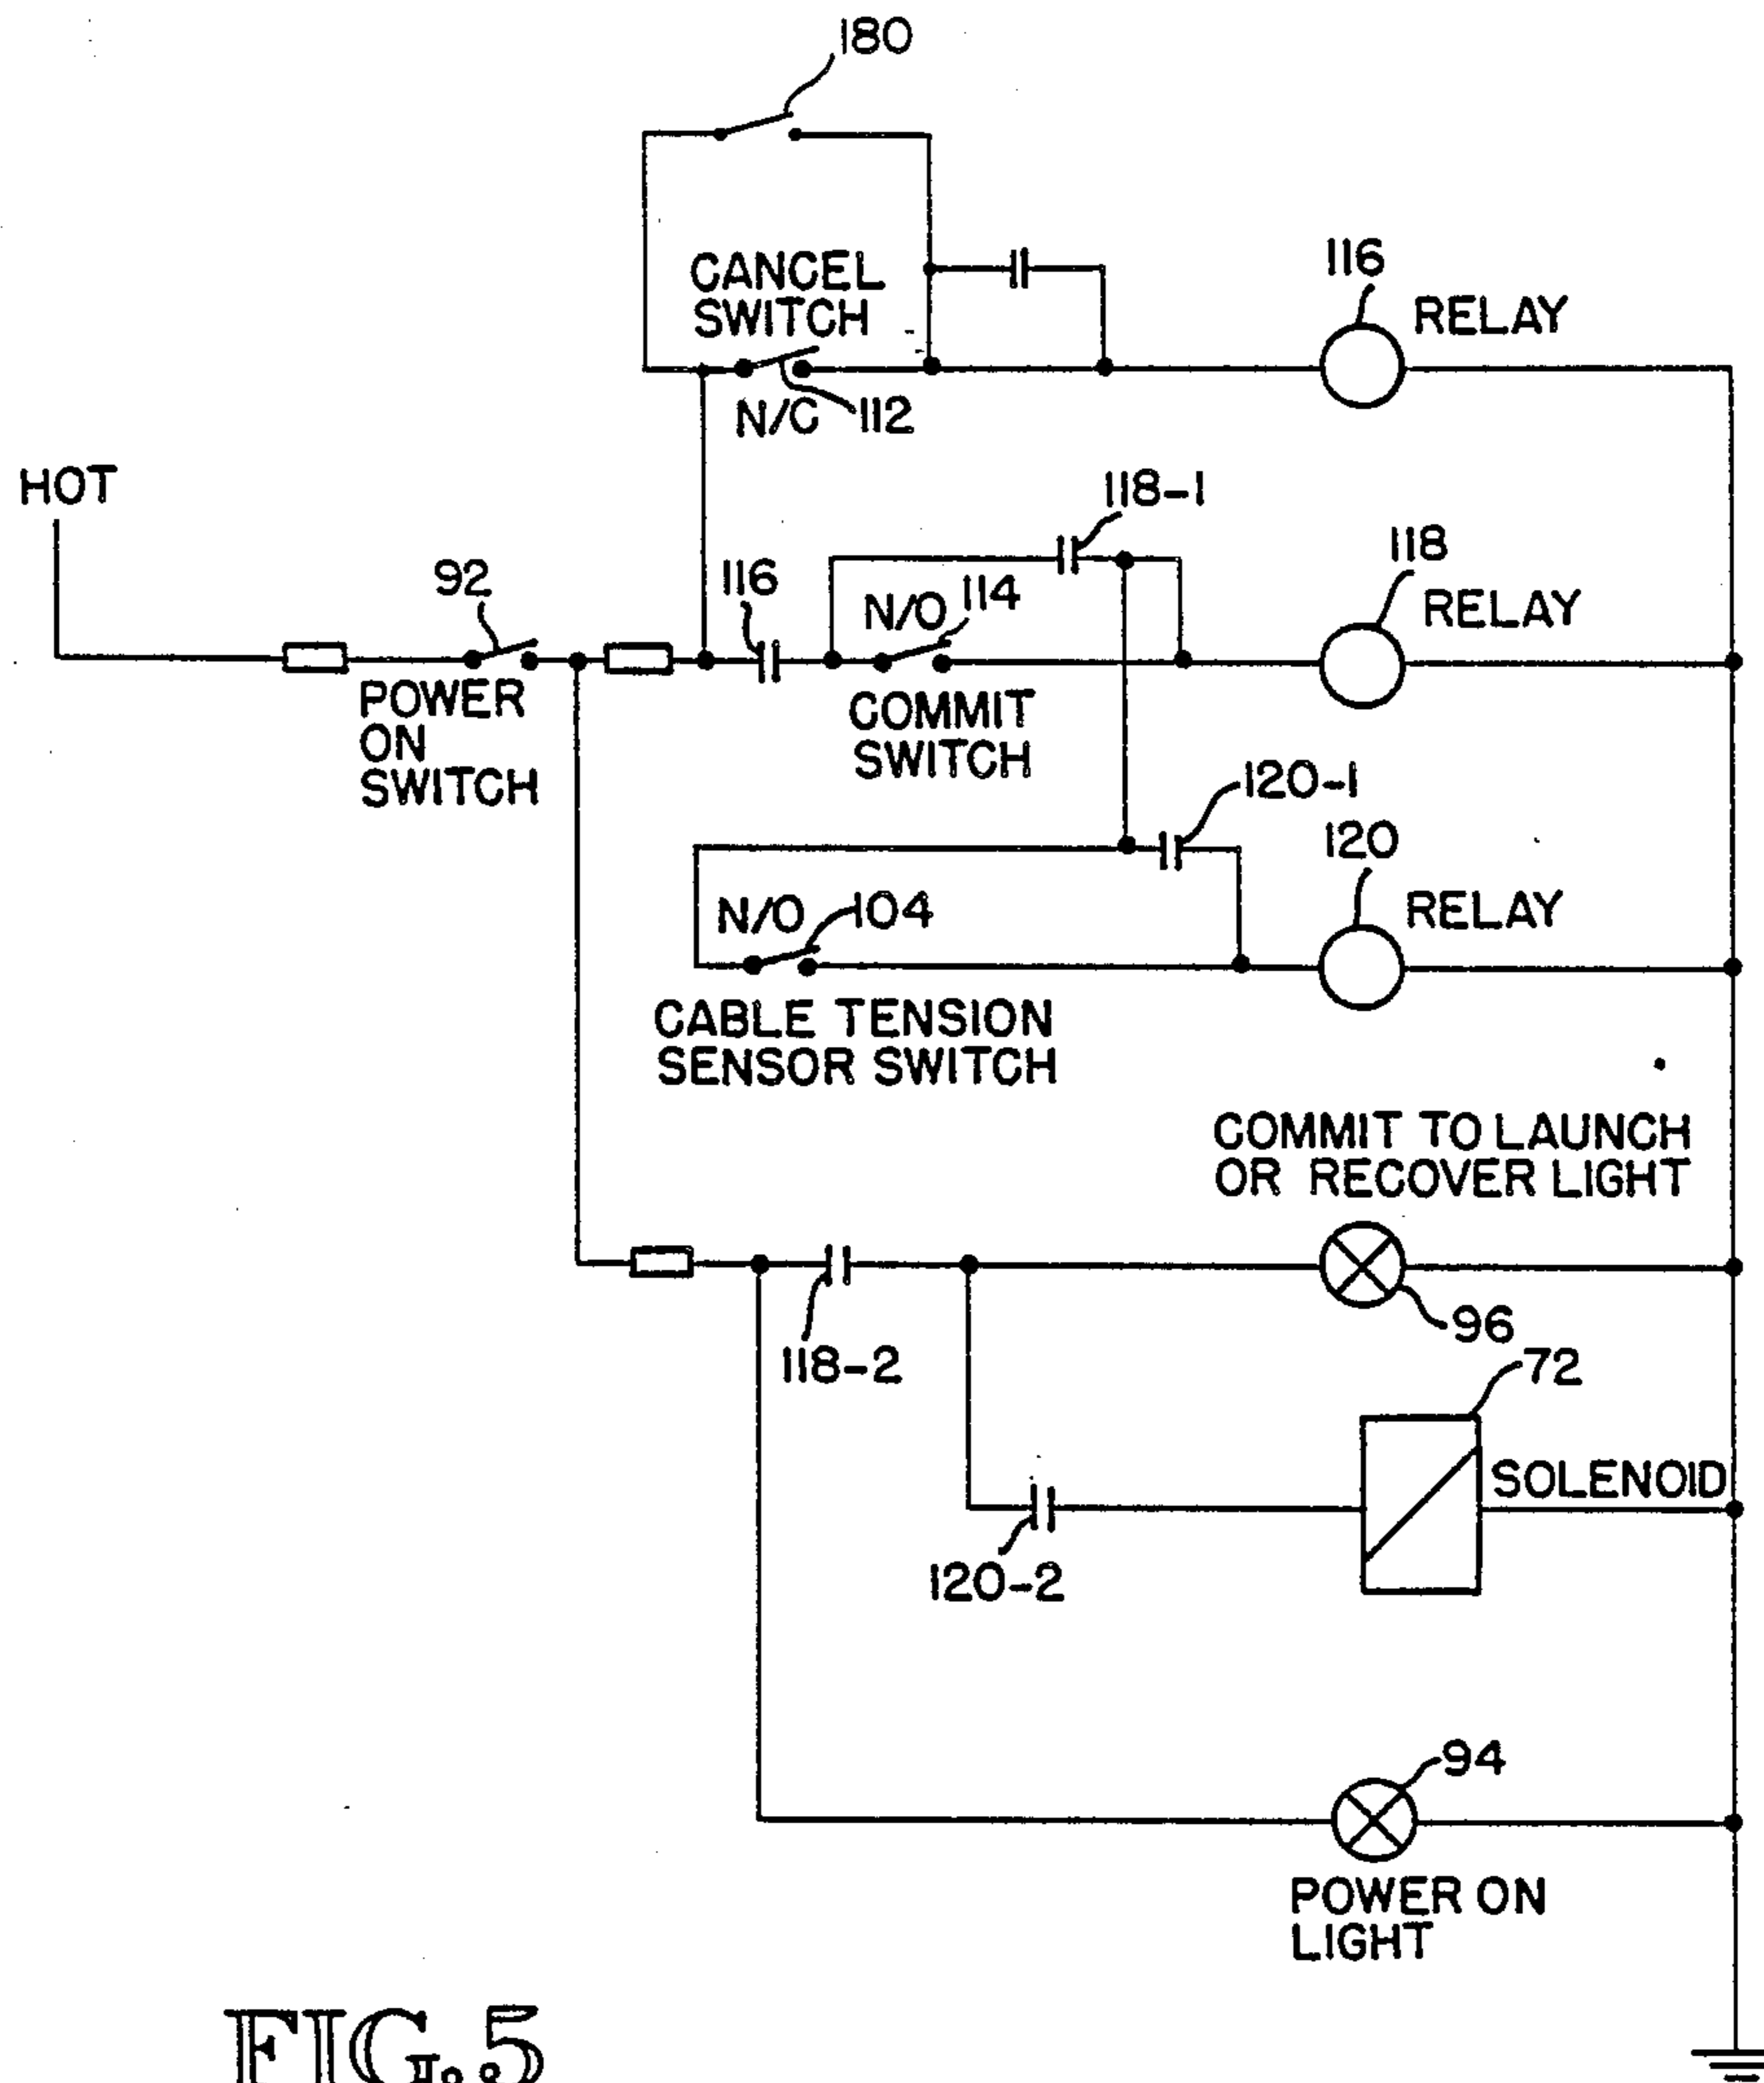 180
CANCEL
SWITCH
116
RELAY
N/C
112
HOT
118-1
92
116
N/O
114
118
RELAY
POWER
ON
SWITCH
COMMIT
SWITCH
120-1
120
N/O
104
RELAY
CABLE TENSION
SENSOR SWITCH
COMMIT TO LAUNCH
OR RECOVER LIGHT
96
118-2
72
SOLENOID
120-2
94
POWER ON
LIGHT
FIG. 5